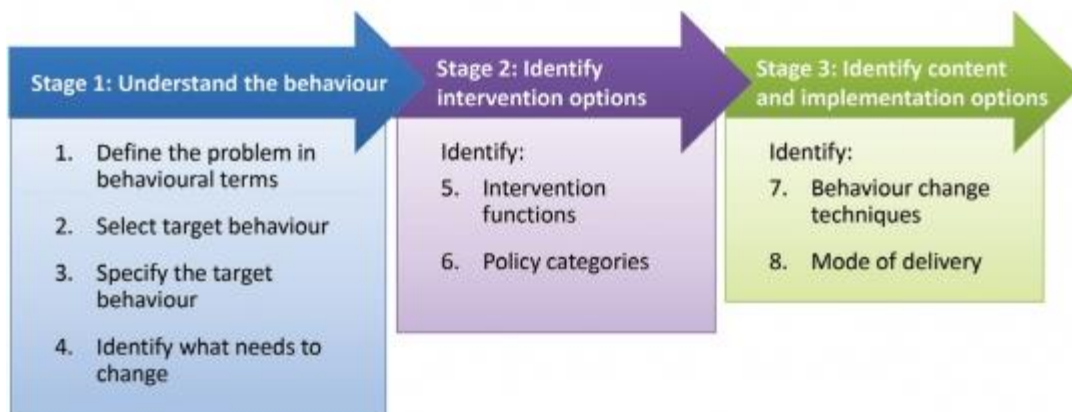 Stage 1: Understand the behaviour
1. Define the problem in
behavioural terms
2. Select target behaviour
3. Specify the target
behaviour
4. Identify what needs to
change
Stage 2: Identify
intervention options
Identify:
5. Intervention
functions
6. Policy categories
Stage 3: Identify content
and implementation options
Identify:
7. Behaviour change
techniques
8. Mode of delivery